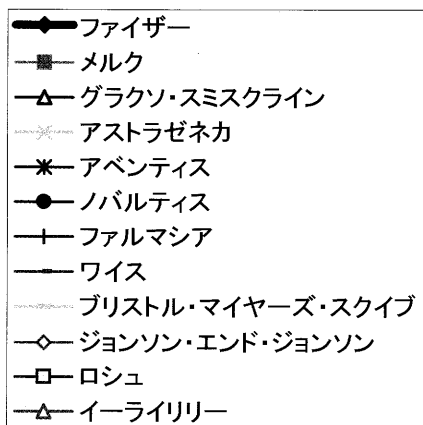 ファイザー
メルク
グラクソ・スミスクライン
アストラゼネカ
アベンティス
ノバルティス
ファルマシア
ワイス
ブリストル・マイヤーズ・スクイブ
ジョンソン・エンド・ジョンソン
ロシュ
イーライリリー